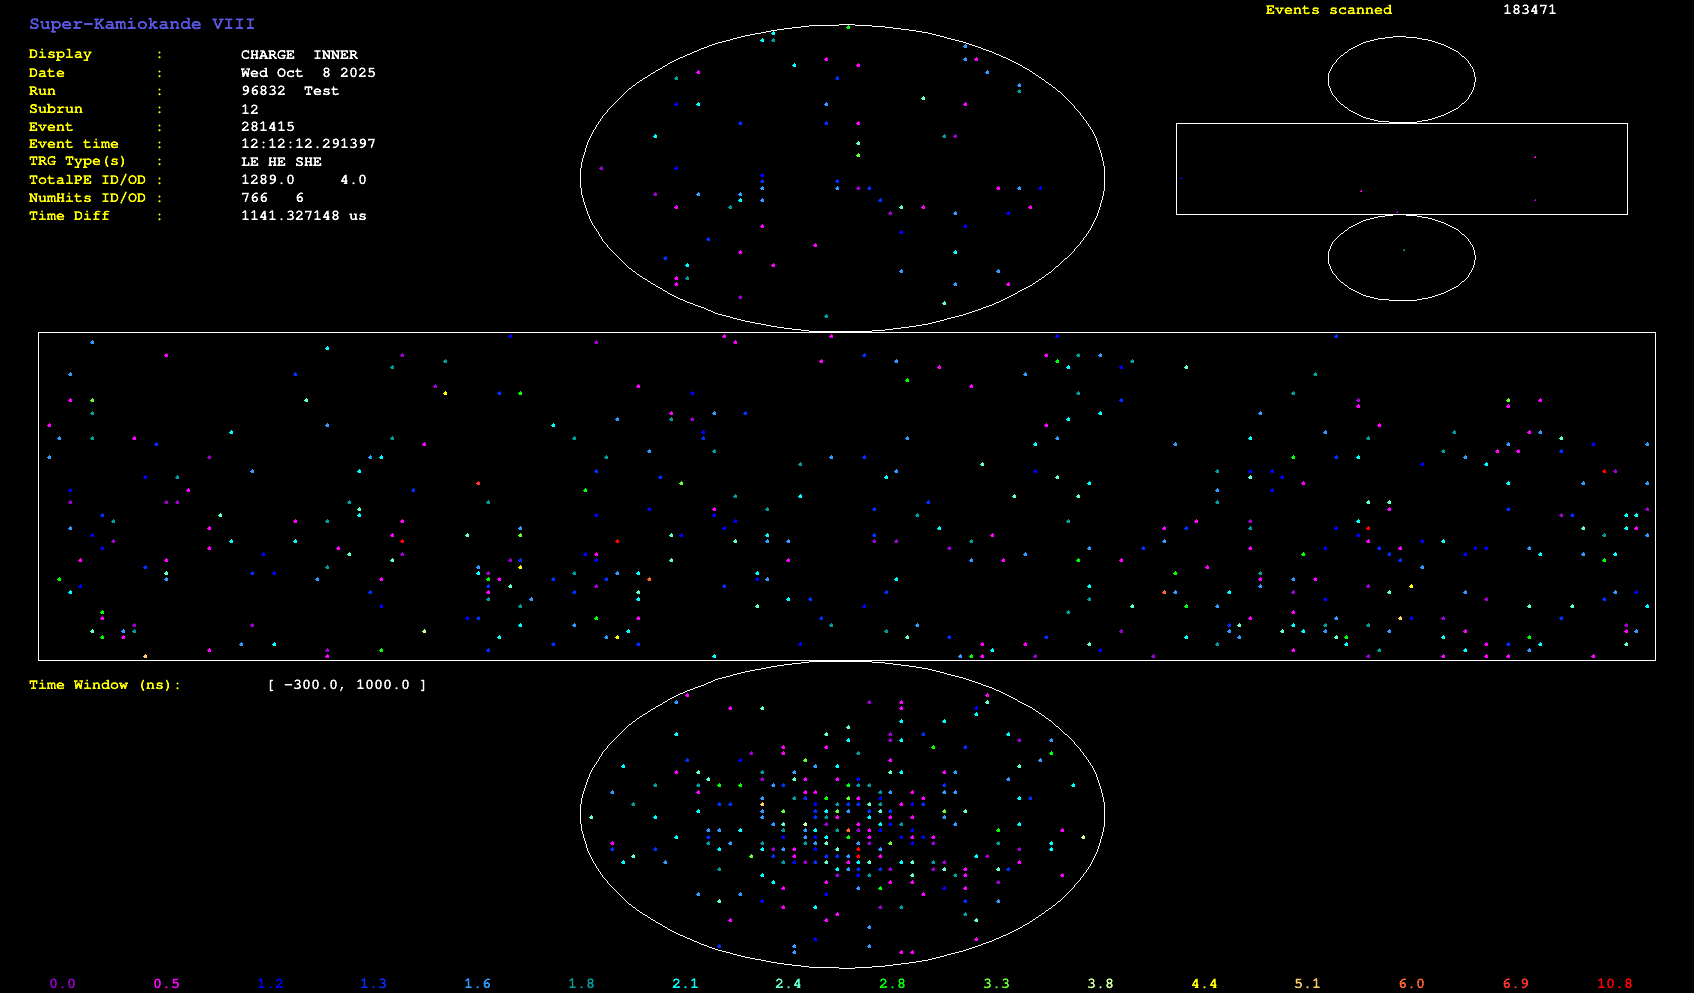 Super-Kamiokande VIII
Events scanned 183471
Display : CHARGE INNER
Date : Wed Oct 8 2025
Run : 96832 Test
Subrun : 12
Event : 281415
Event time : 12:12:12.291397
TRG Type(s) : LE HE SHE
TotalPE ID/OD : 1289.0 4.0
NumHits ID/OD : 766 6
Time Diff : 1141.327148 us
Time Window (ns): [ -300.0, 1000.0 ]
0.0 0.5 1.2 1.3 1.6 1.8 2.1 2.4 2.8 3.3 3.8 4.4 5.1 6.0 6.9 10.8